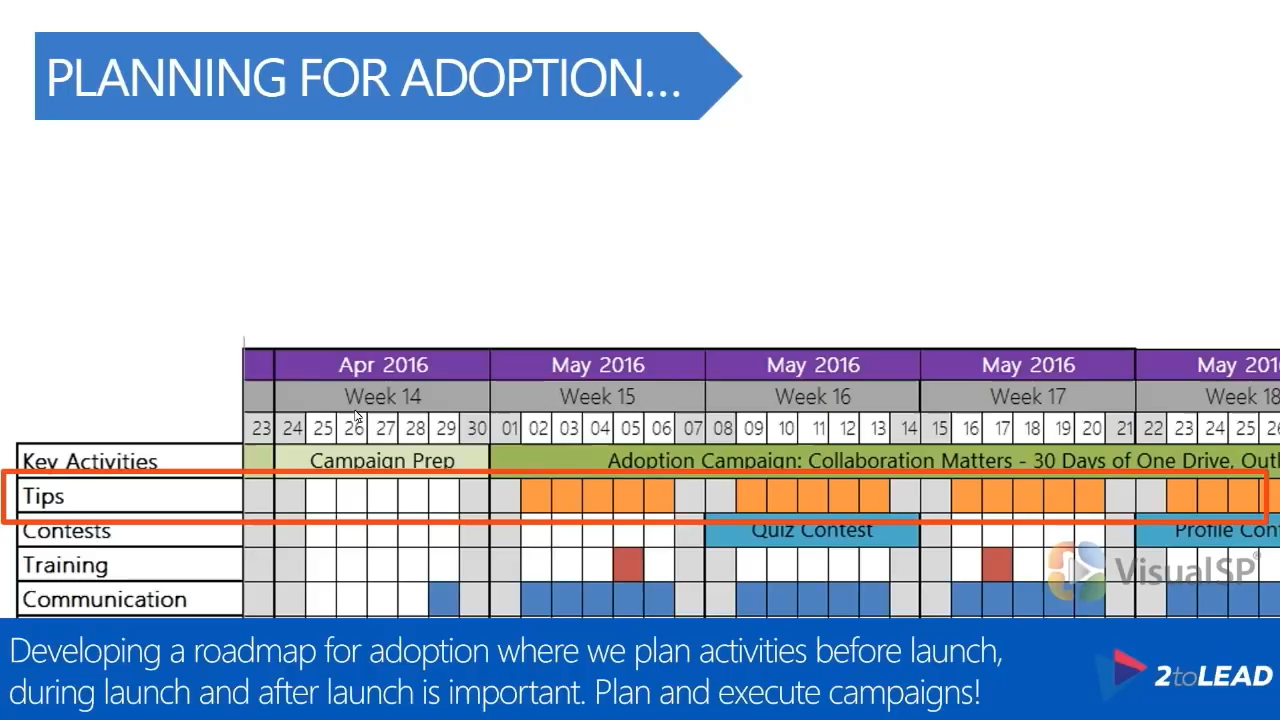 PLANNING FOR ADOPTION...
Apr 2016 May 2016 May 2016 May 2016 May
Week 14 Week 15 Week 16 Week 17 Week 18
23 24 25 26 27 28 29 30 01 02 03 04 05 06 07 08 09 10 11 12 13 14 15 16 17 18 19 20 21 22 23 24 25
Key Activities Campaign Prep Adoption Campaign: Collaboration Matters - 30 Days of One Drive,
Tips
Contests Quiz Contest Profile
Training
Communication
VisualSP®
Developing a roadmap for adoption where we plan activities before launch,
during launch and after launch is important. Plan and execute campaigns!
2toLEAD